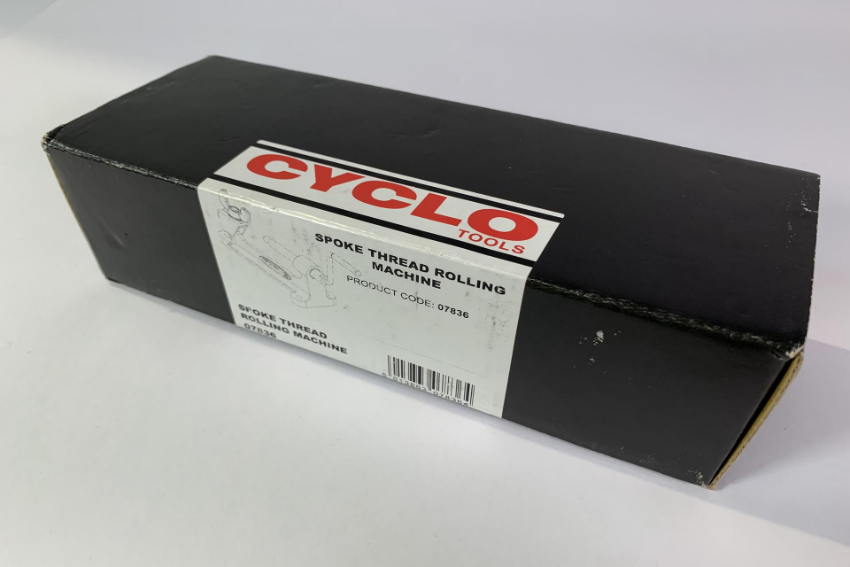 CYCLO
TOOLS
SPOKE THREAD ROLLING
MACHINE
PRODUCT CODE: 07836
SPOKE THREAD
ROLLING MACHINE
07836